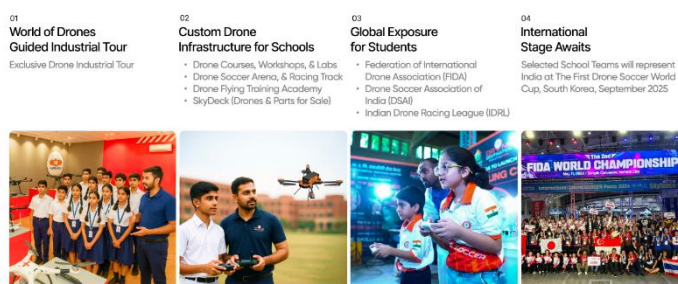 01
World of Drones
Guided Industrial Tour
Exclusive Drone Industrial Tour
02
Custom Drone
Infrastructure for Schools
• Drone Courses, Workshops, & Labs
• Drone Soccer Arena, & Racing Track
• Drone Flying Training Academy
• SkyDeck (Drones & Parts for Sale)
03
Global Exposure
for Students
• Federation of International
Drone Association (FIDA)
• Drone Soccer Association of
India (DSAI)
• Indian Drone Racing League (IDRL)
04
International
Stage Awaits
Selected School Teams will represent
India at The First Drone Soccer World
Cup, South Korea, September 2025
FIDA WORLD CHAMPIONSHIP